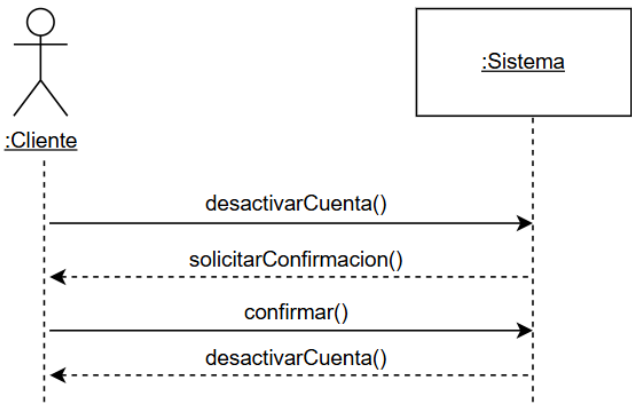 :Sistema
:Cliente
desactivarCuenta()
solicitarConfirmacion()
confirmar()
desactivarCuenta()